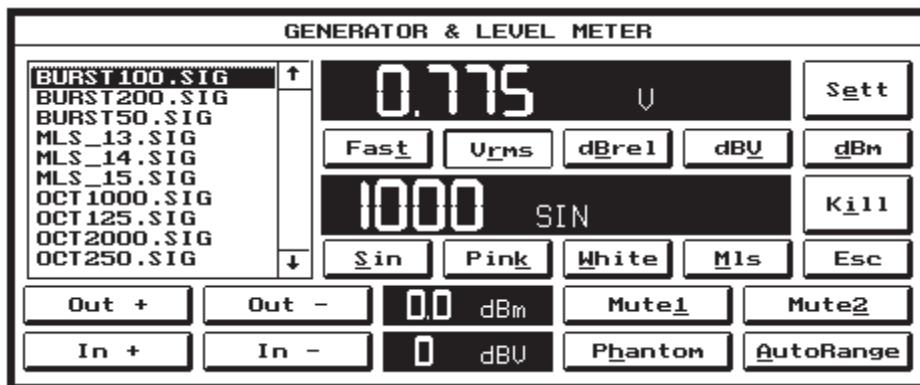 GENERATOR & LEVEL METER
BURST100.SIG
BURST200.SIG
BURST50.SIG
MLS_13.SIG
MLS_14.SIG
MLS_15.SIG
OCT1000.SIG
OCT125.SIG
OCT2000.SIG
OCT250.SIG
0.775 V
Sett
Fast Vrms dBrel dBV dBm
1000 SIN
Kill
Sin Pink White Mls Esc
Out + Out - 0.0 dBm Mute1 Mute2
In + In - 0 dBV Phantom AutoRange